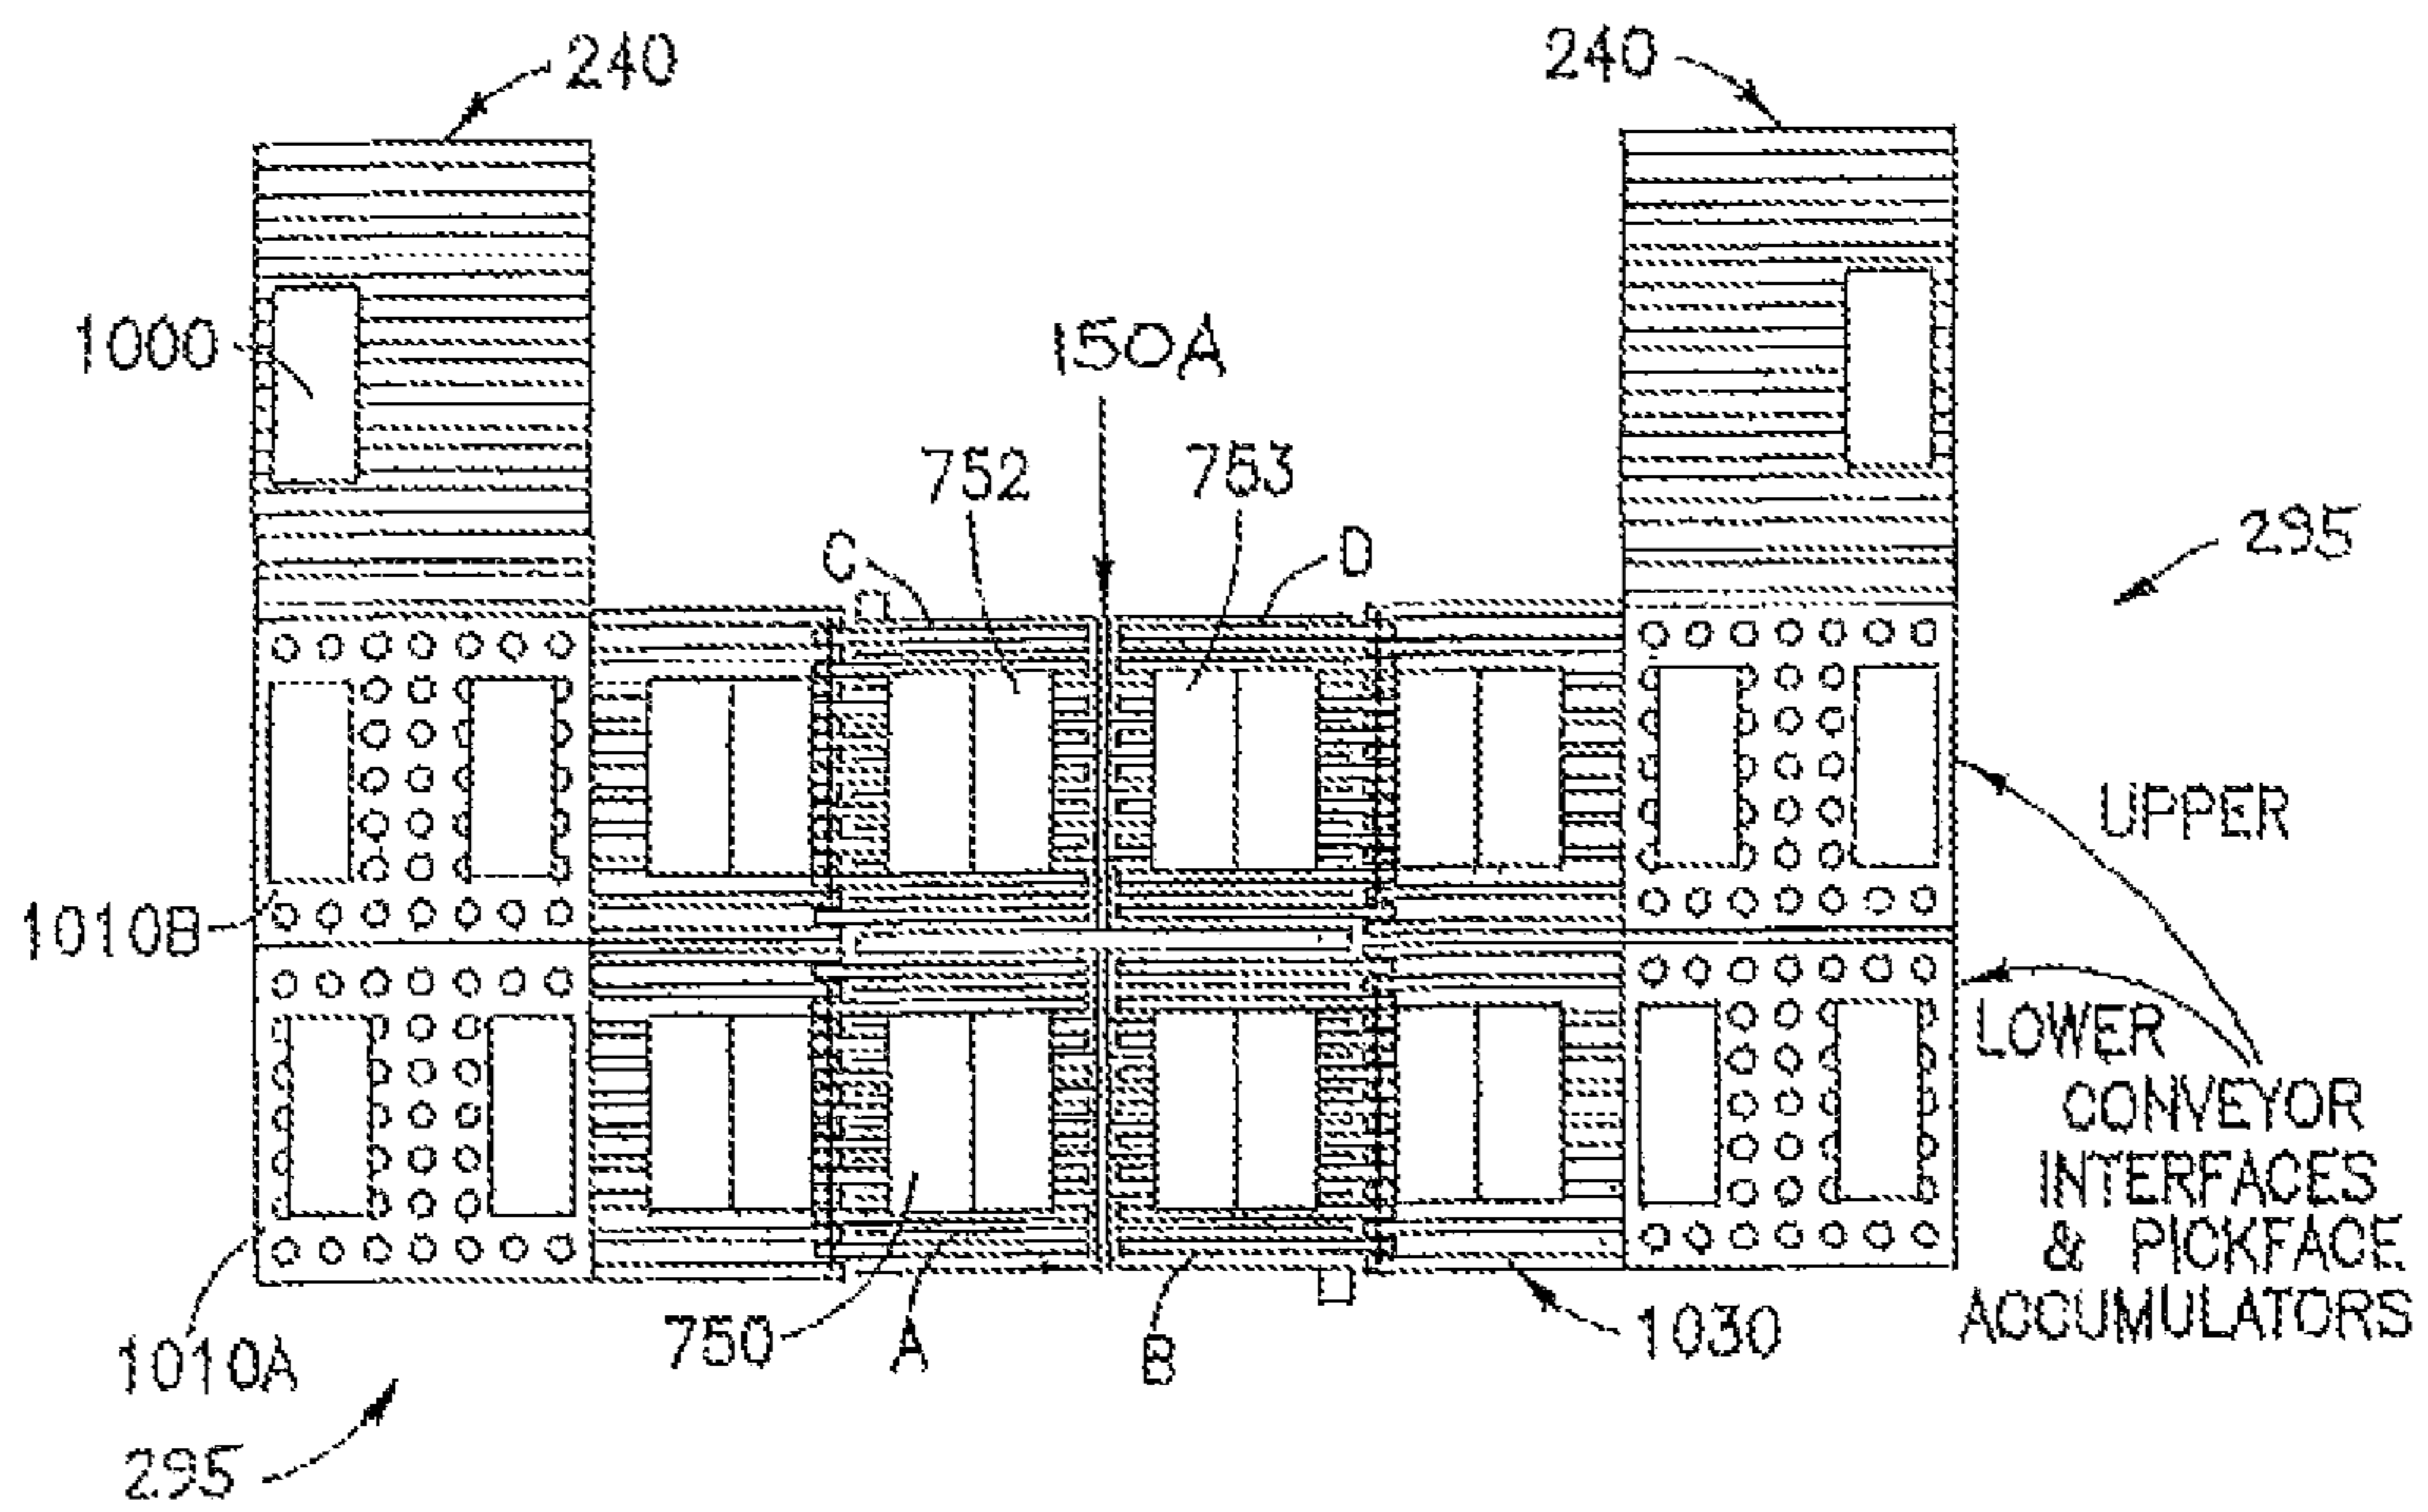 240
240
1000
150A
752
753
295
C
D
UPPER
1010B
LOWER
CONVEYOR
INTERFACES
& PICKFACE
ACCUMULATORS
750
A
B
1030
1010A
295